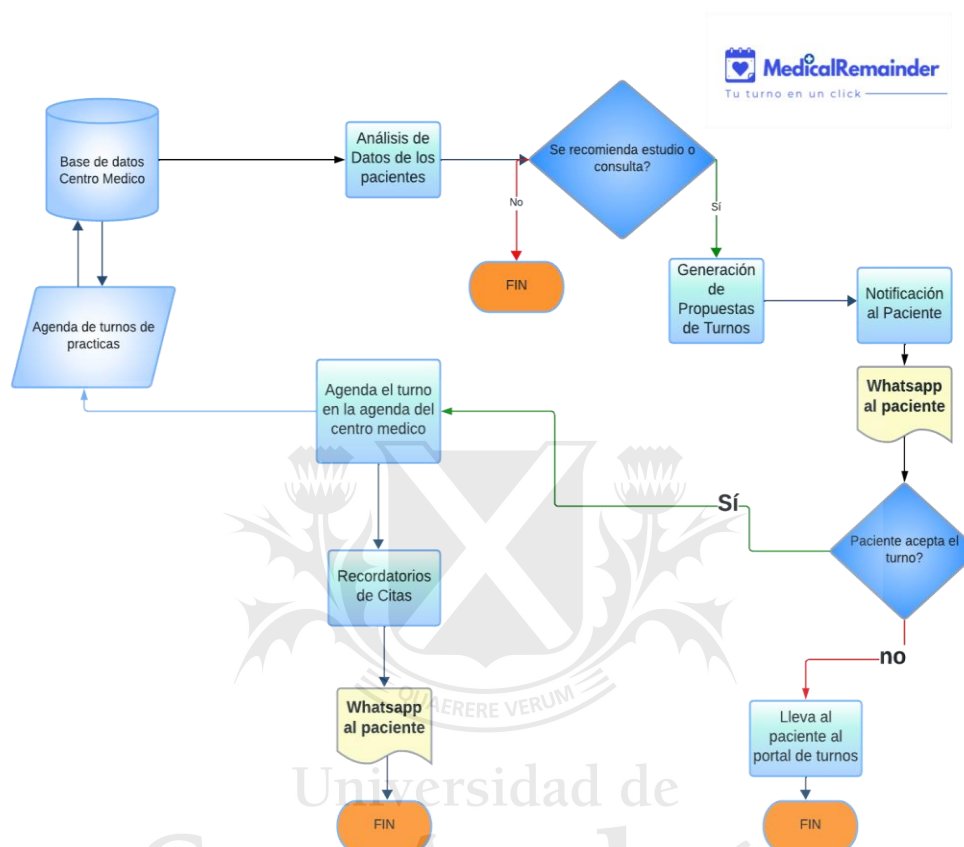 MedicalRemainder
Tu turno en un click
Base de datos
Centro Medico
Análisis de
Datos de los
pacientes
Se recomienda estudio o
consulta?
No
Sí
FIN
Generación
de
Propuestas
de Turnos
Notificación
al Paciente
Agenda de turnos de
practicas
Agenda el turno
en la agenda del
centro medico
Whatsapp
al paciente
Sí
Paciente acepta el
turno?
Recordatorios
de Citas
no
QUAERERE VERUM
Whatsapp
al paciente
Lleva al
paciente al
portal de turnos
Universidad de
FIN
FIN